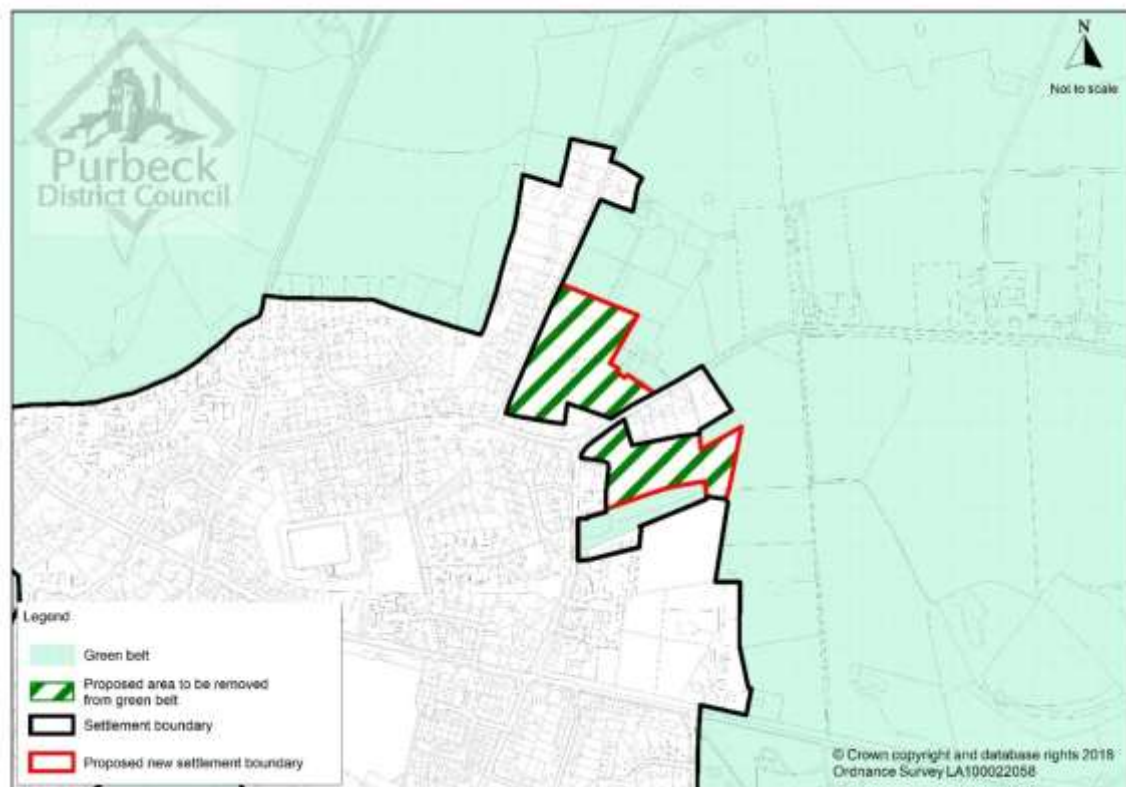 Purbeck
District Council
N
Not to scale
Legend
Green belt
Proposed area to be removed
from green belt
Settlement boundary
Proposed new settlement boundary
© Crown copyright and database rights 2018
Ordnance Survey LA100022058